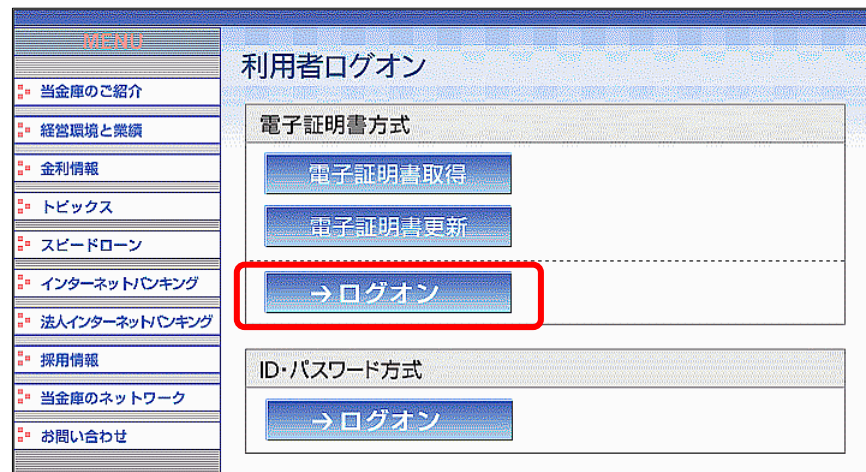 MENU
当金庫のご紹介
経営環境と業績
金利情報
トピックス
スピードローン
インターネットバンキング
法人インターネットバンキング
採用情報
当金庫のネットワーク
お問い合わせ
利用者ログオン
電子証明書方式
電子証明書取得
電子証明書更新
→ログオン
ID・パスワード方式
→ログオン